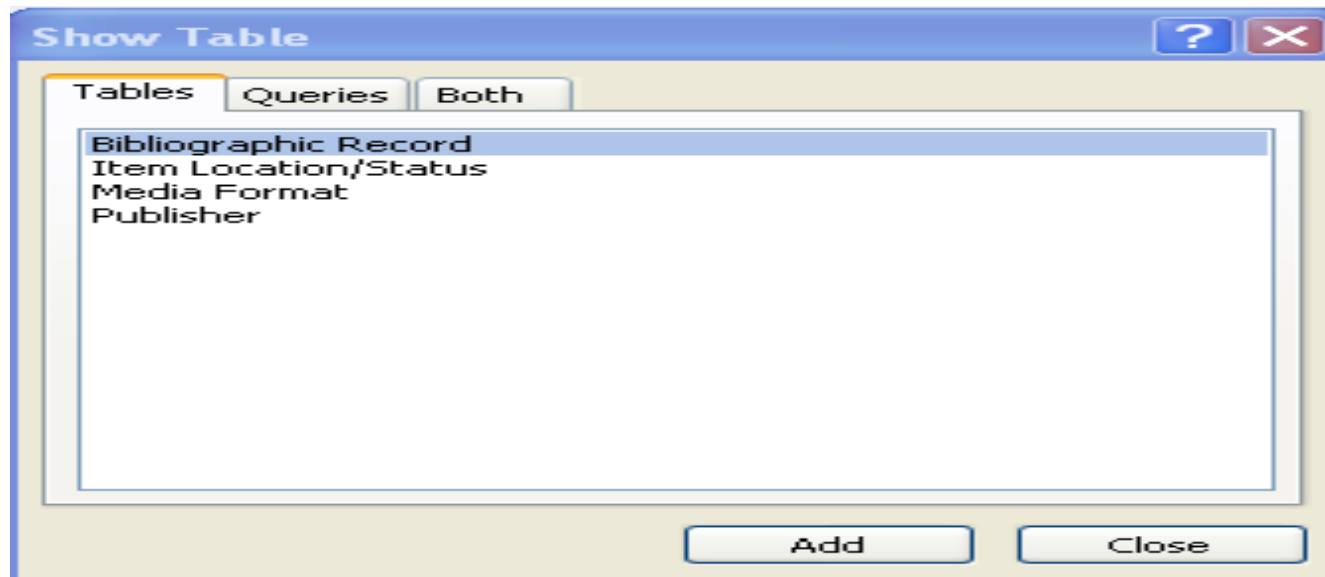 Show Table
Tables Queries Both
Bibliographic Record
Item Location/Status
Media Format
Publisher
Add Close